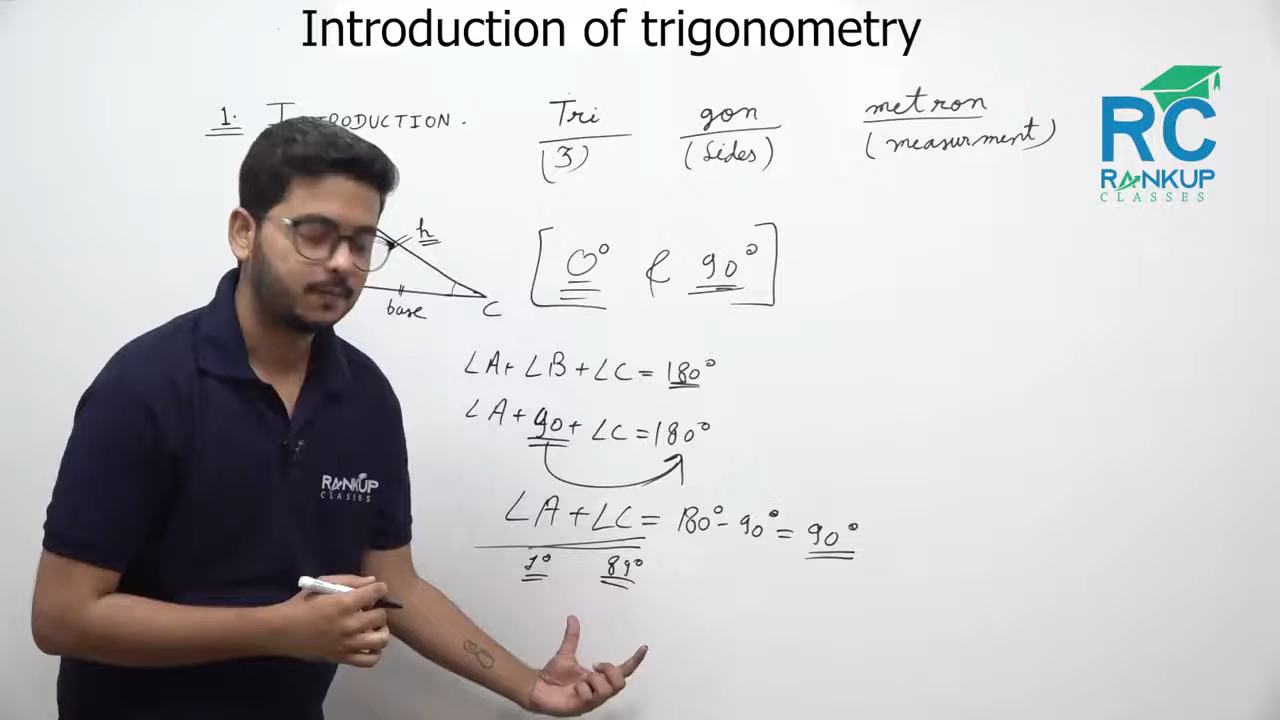 Introduction of trigonometry
1. INTRODUCTION. Tri gon metron
(3) (Sides) (measurment)
RC
RANKUP
CLASSES
h
[0° & 90°]
base C
∠A+∠B+∠C=180°
∠A+90+∠C=180°
RANKUP
CLASSES
∠A+∠C=180°-90°=90°
1° 89°